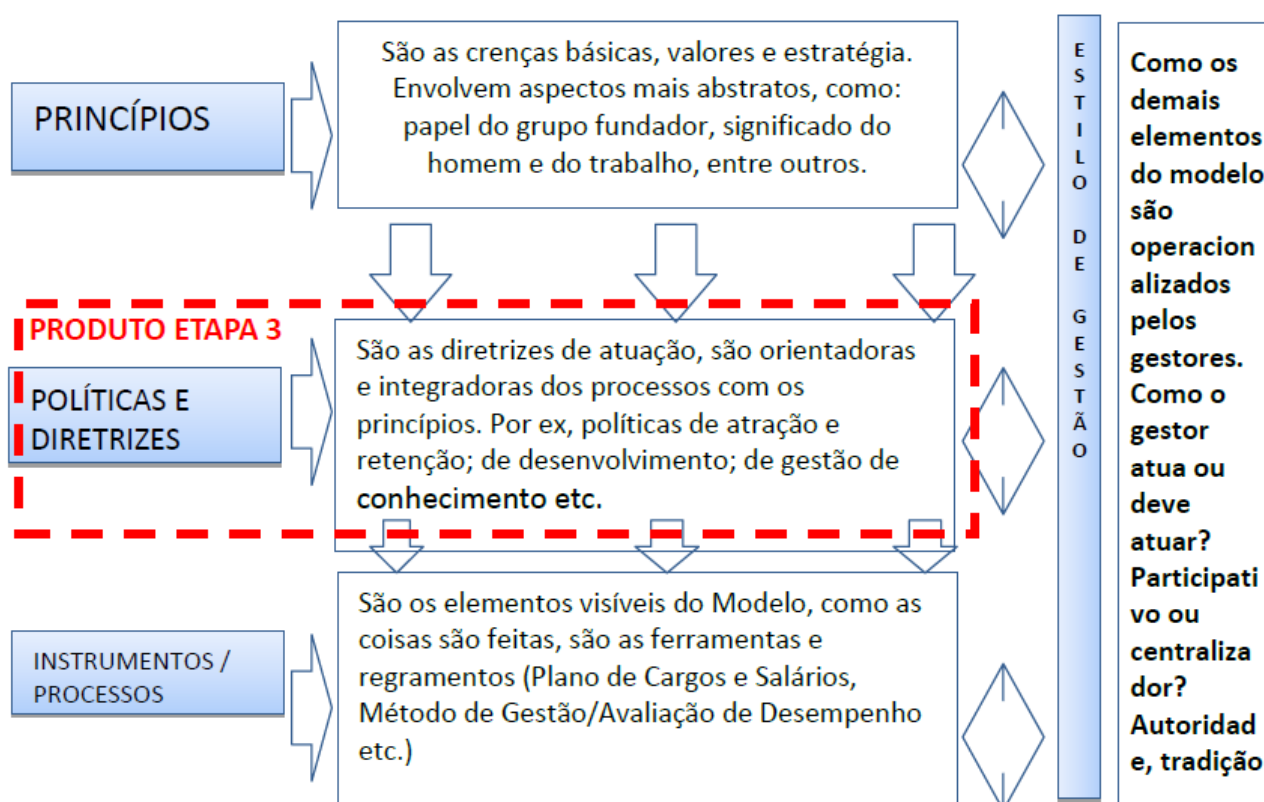 PRINCÍPIOS
São as crenças básicas, valores e estratégia.
Envolvem aspectos mais abstratos, como:
papel do grupo fundador, significado do
homem e do trabalho, entre outros.
PRODUTO ETAPA 3
POLÍTICAS E
DIRETRIZES
São as diretrizes de atuação, são orientadoras
e integradoras dos processos com os
princípios. Por ex, políticas de atração e
retenção; de desenvolvimento; de gestão de
conhecimento etc.
INSTRUMENTOS /
PROCESSOS
São os elementos visíveis do Modelo, como as
coisas são feitas, são as ferramentas e
regramentos (Plano de Cargos e Salários,
Método de Gestão/Avaliação de Desempenho
etc.)
E
S
T
I
L
O
D
E
G
E
S
T
Ã
O
Como os
demais
elementos
do modelo
são
operacion
alizados
pelos
gestores.
Como o
gestor
atua ou
deve
atuar?
Participati
vo ou
centraliza
dor?
Autoridad
e, tradição